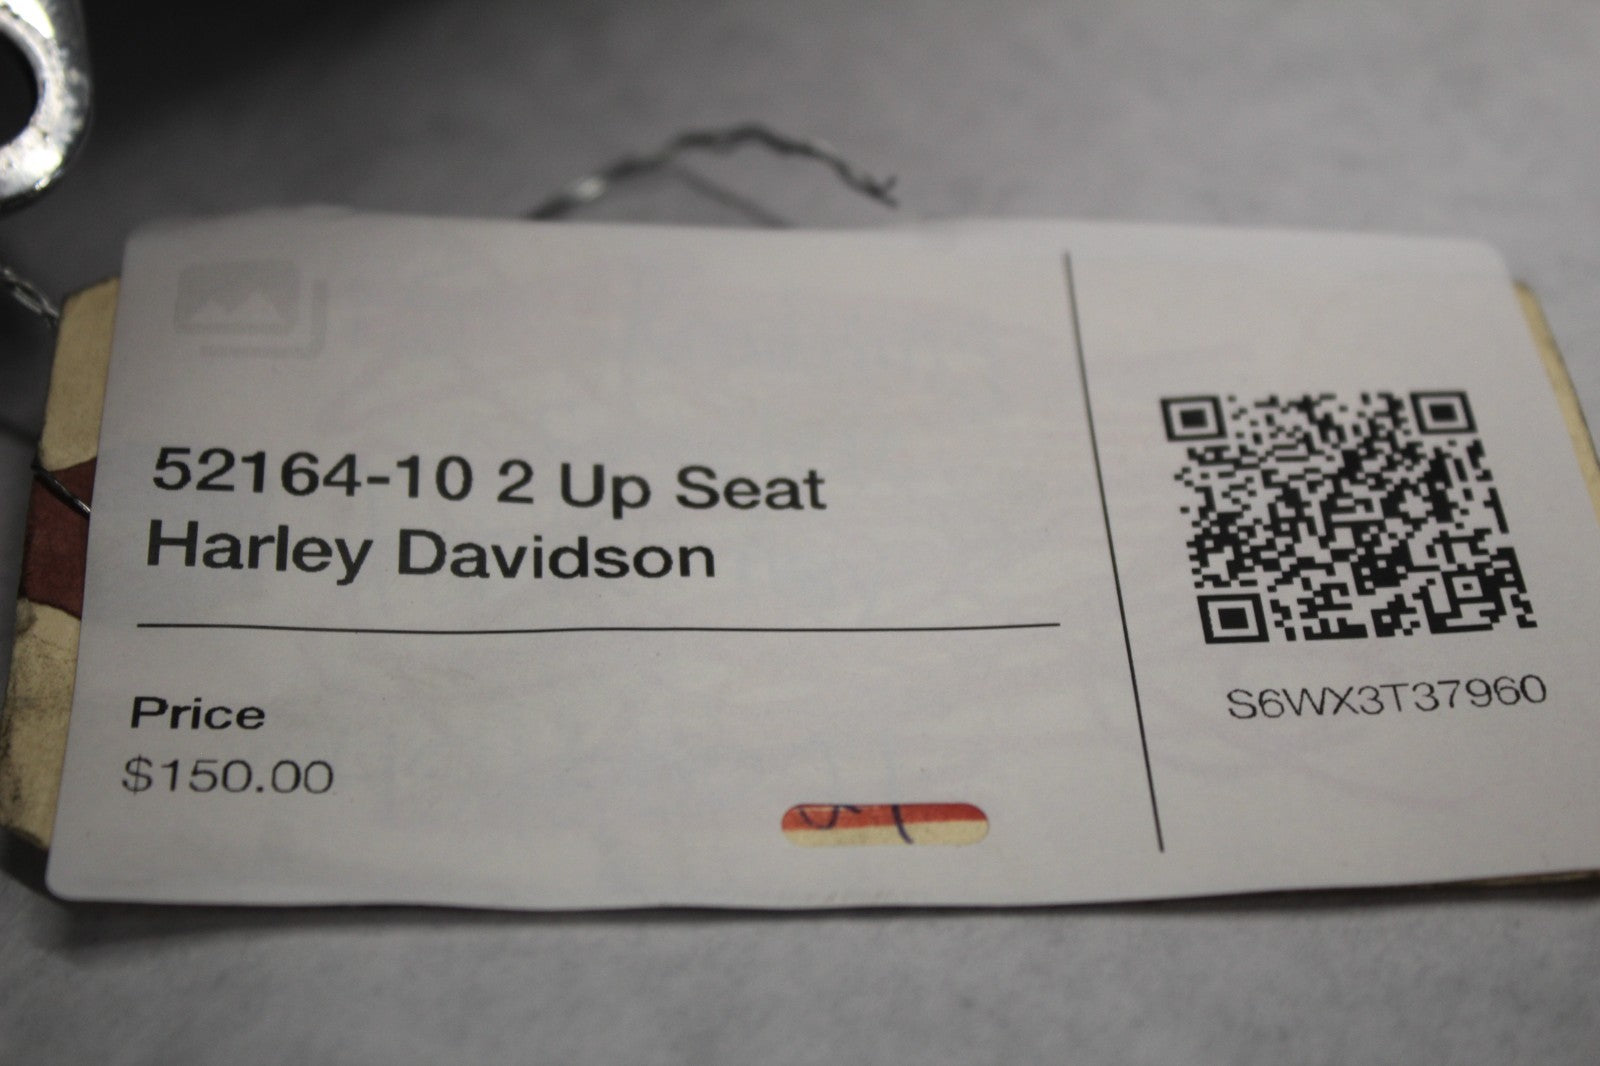 52164-10 2 Up Seat
Harley Davidson
Price
$150.00
S6WX3T37960